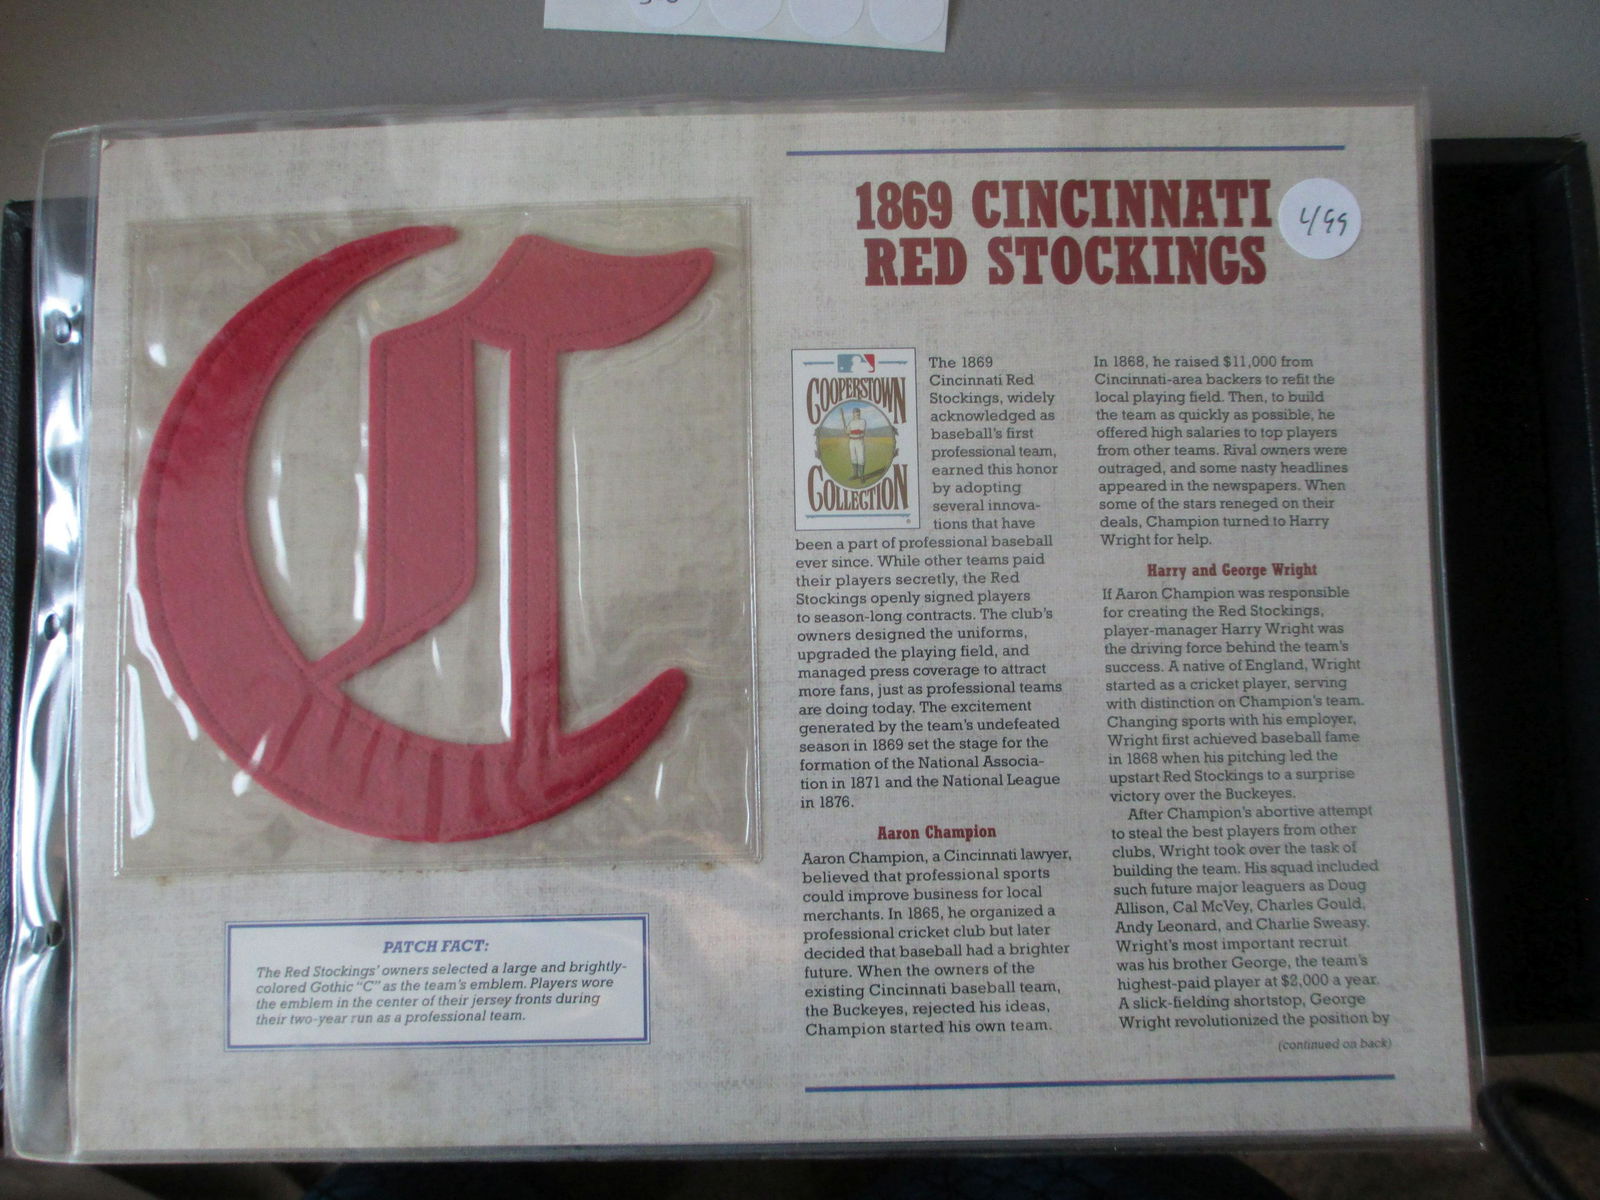 1869 CINCINNATI
RED STOCKINGS
4/99
COOPERSTOWN
COLLECTION
The 1869
Cincinnati Red
Stockings, widely
acknowledged as
baseball's first
professional team,
earned this honor
by adopting
several innova-
tions that have
been a part of professional baseball
ever since. While other teams paid
their players secretly, the Red
Stockings openly signed players
to season-long contracts. The club's
owners designed the uniforms,
upgraded the playing field, and
managed press coverage to attract
more fans, just as professional teams
are doing today. The excitement
generated by the team's undefeated
season in 1869 set the stage for the
formation of the National Associa-
tion in 1871 and the National League
in 1876.
Aaron Champion
Aaron Champion, a Cincinnati lawyer,
believed that professional sports
could improve business for local
merchants. In 1865, he organized a
professional cricket club but later
decided that baseball had a brighter
future. When the owners of the
existing Cincinnati baseball team,
the Buckeyes, rejected his ideas,
Champion started his own team.
In 1868, he raised $11,000 from
Cincinnati-area backers to refit the
local playing field. Then, to build
the team as quickly as possible, he
offered high salaries to top players
from other teams. Rival owners were
outraged, and some nasty headlines
appeared in the newspapers. When
some of the stars reneged on their
deals, Champion turned to Harry
Wright for help.
Harry and George Wright
If Aaron Champion was responsible
for creating the Red Stockings,
player-manager Harry Wright was
the driving force behind the team's
success. A native of England, Wright
started as a cricket player, serving
with distinction on Champion's team.
Changing sports with his employer,
Wright first achieved baseball fame
in 1868 when his pitching led the
upstart Red Stockings to a surprise
victory over the Buckeyes.
After Champion's abortive attempt
to steal the best players from other
clubs, Wright took over the task of
building the team. His squad included
such future major leaguers as Doug
Allison, Cal McVey, Charles Gould,
Andy Leonard, and Charlie Sweasy.
Wright's most important recruit
was his brother George, the team's
highest-paid player at $2,000 a year.
A slick-fielding shortstop, George
Wright revolutionized the position by
(continued on back)
C
PATCH FACT:
The Red Stockings' owners selected a large and brightly-
colored Gothic "C" as the team's emblem. Players wore
the emblem in the center of their jersey fronts during
their two-year run as a professional team.